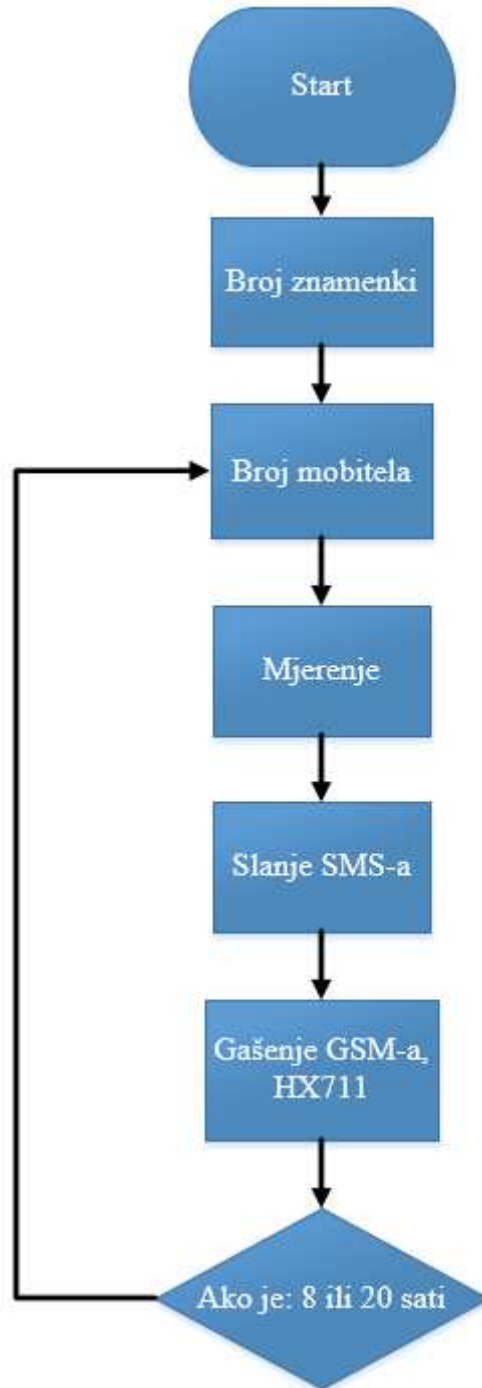 Start
Broj znamenki
Broj mobitela
Mjerenje
Slanje SMS-a
Gašenje GSM-a,
HX711
Ako je: 8 ili 20 sati